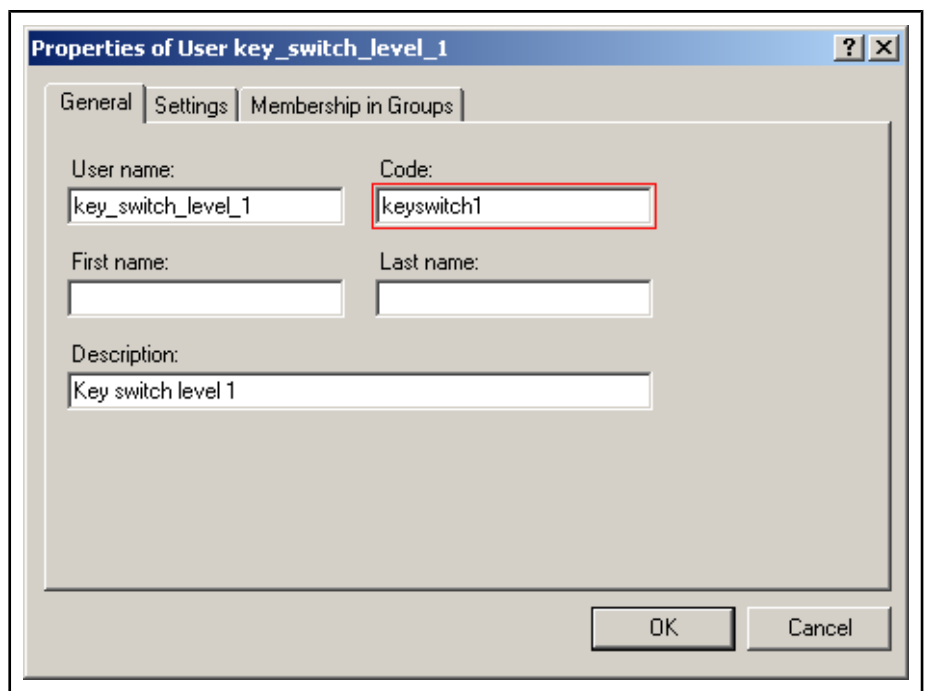 Properties of User key_switch_level_1
General Settings Membership in Groups
User name: Code:
key_switch_level_1 keyswitch1
First name: Last name:
Description:
Key switch level 1
OK Cancel